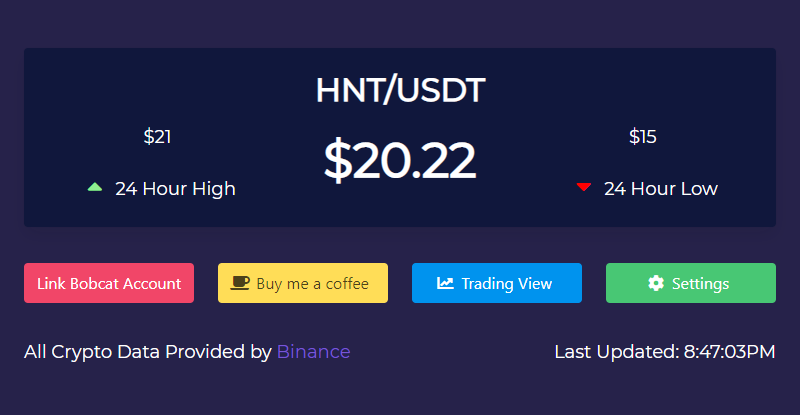 HNT/USDT
$21
$20.22
$15
24 Hour High
24 Hour Low
Link Bobcat Account
Buy me a coffee
Trading View
Settings
All Crypto Data Provided by Binance
Last Updated: 8:47:03PM